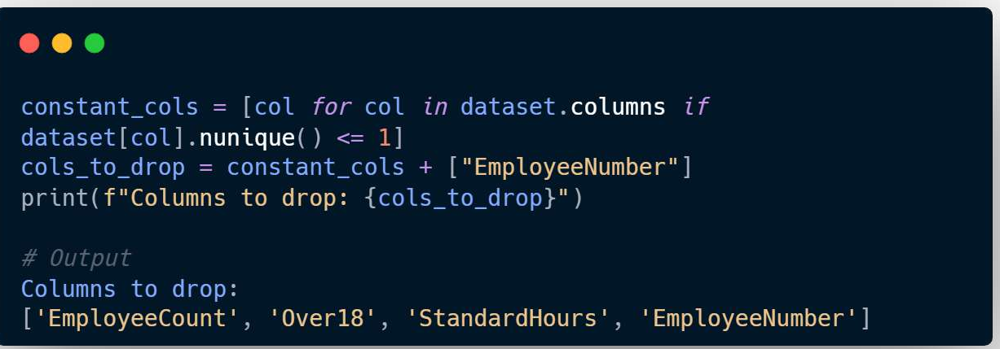 constant_cols = [col for col in dataset.columns if
dataset[col].nunique() <= 1]
cols_to_drop = constant_cols + ["EmployeeNumber"]
print(f"Columns to drop: {cols_to_drop}")
# Output
Columns to drop:
['EmployeeCount', 'Over18', 'StandardHours', 'EmployeeNumber']